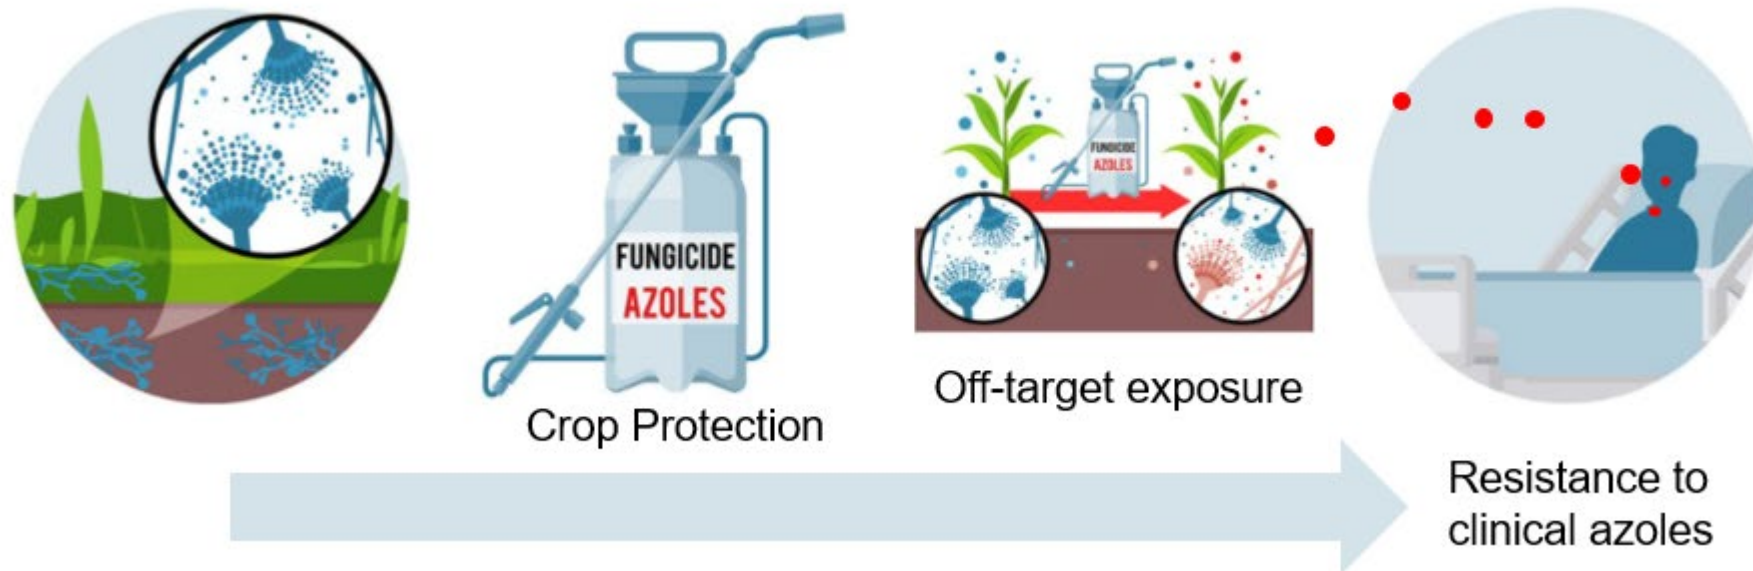 FUNGICIDE
AZOLES
Crop Protection
FUNGICIDE
AZOLES
Off-target exposure
Resistance to
clinical azoles